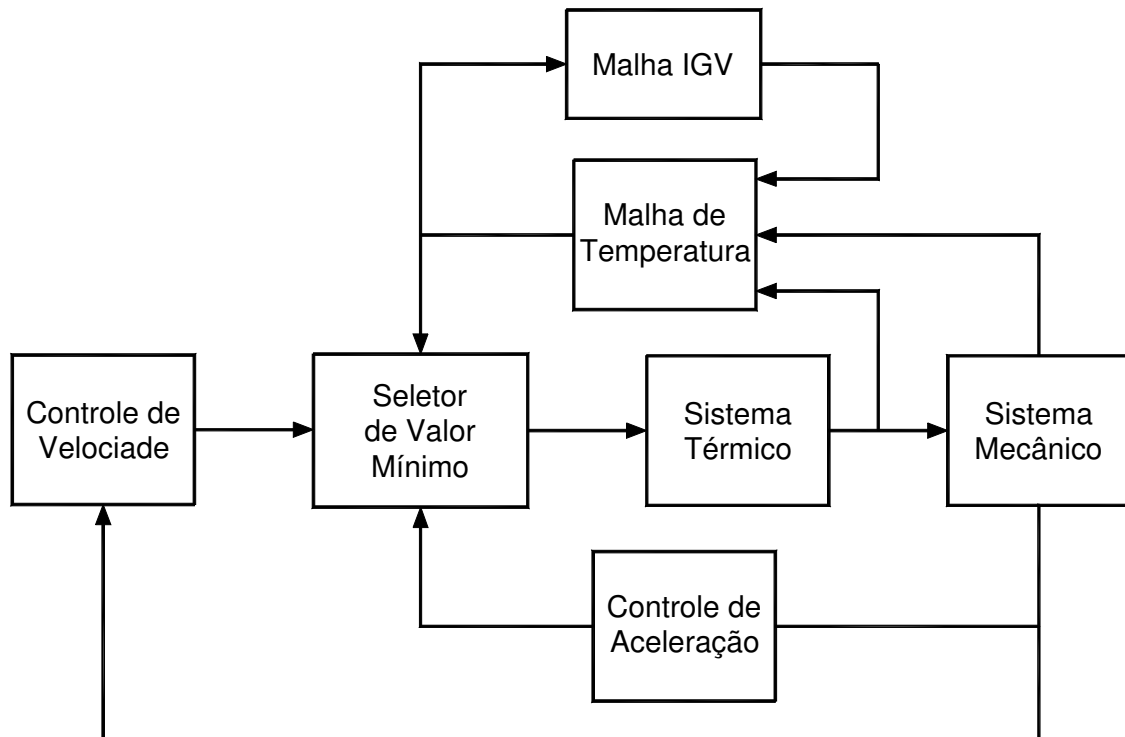 Malha IGV
Malha de
Temperatura
Controle de
Velociade
Seletor
de Valor
Mínimo
Sistema
Térmico
Sistema
Mecânico
Controle de
Aceleração